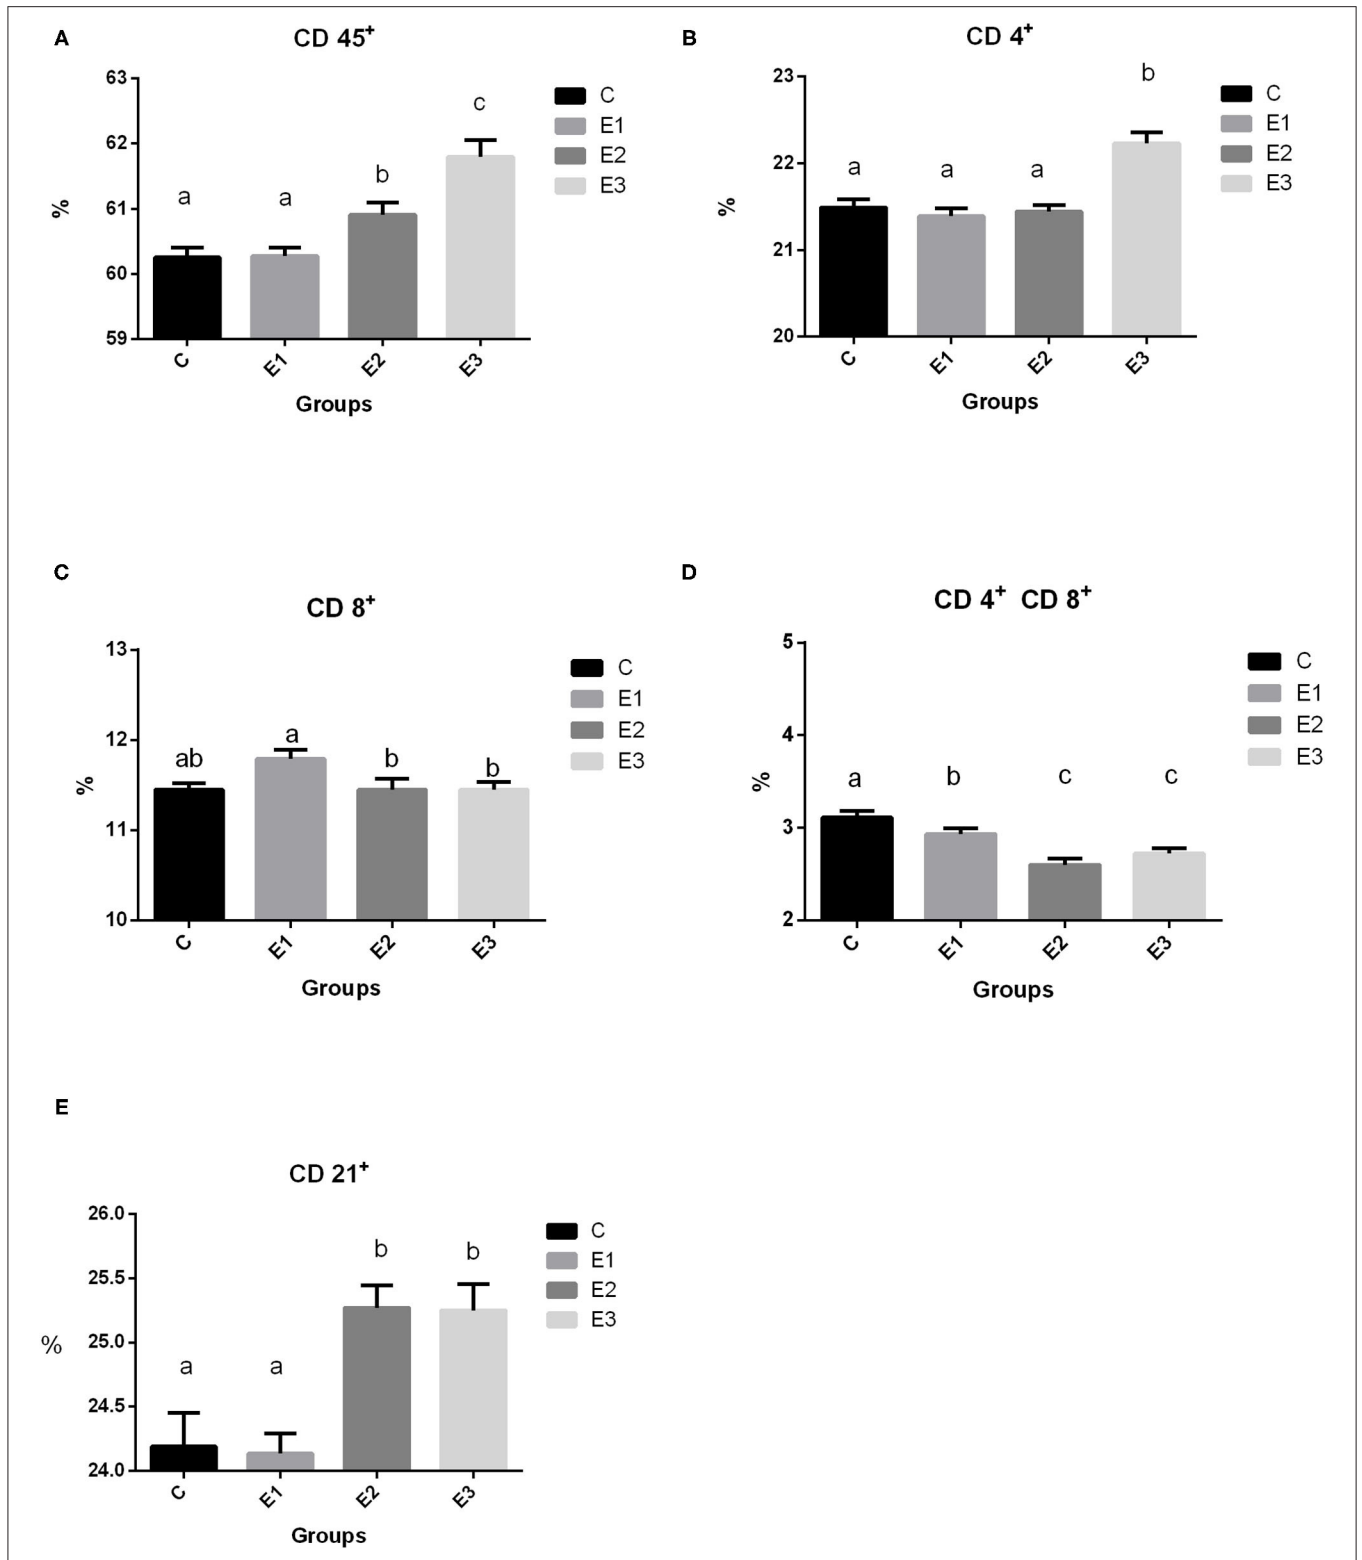 A
CD 45+
63
62
61
60
59
%
a
a
b
c
C
E1
E2
E3
C
E1
E2
E3
Groups
B
CD 4+
23
22
21
20
%
a
a
a
b
C
E1
E2
E3
C
E1
E2
E3
Groups
C
CD 8+
13
12
11
10
%
ab
a
b
b
C
E1
E2
E3
C
E1
E2
E3
Groups
D
CD 4+ CD 8+
5
4
3
2
%
a
b
c
c
C
E1
E2
E3
C
E1
E2
E3
Groups
E
CD 21+
26.0
25.5
25.0
24.5
24.0
%
a
a
b
b
C
E1
E2
E3
C
E1
E2
E3
Groups